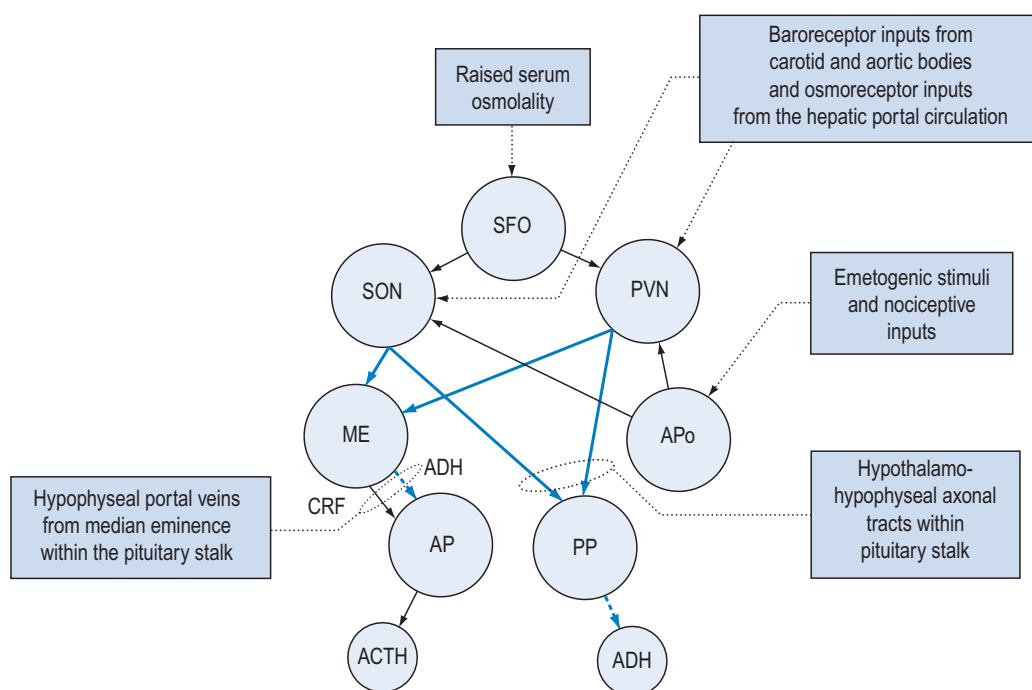 Raised serum
osmolality
Baroreceptor inputs from
carotid and aortic bodies
and osmoreceptor inputs
from the hepatic portal circulation
SFO
SON
PVN
Emetogenic stimuli
and nociceptive
inputs
ME
APo
ADH
CRF
Hypophyseal portal veins
from median eminence
within the pituitary stalk
AP
PP
Hypothalamo-
hypophyseal axonal
tracts within
pituitary stalk
ACTH
ADH